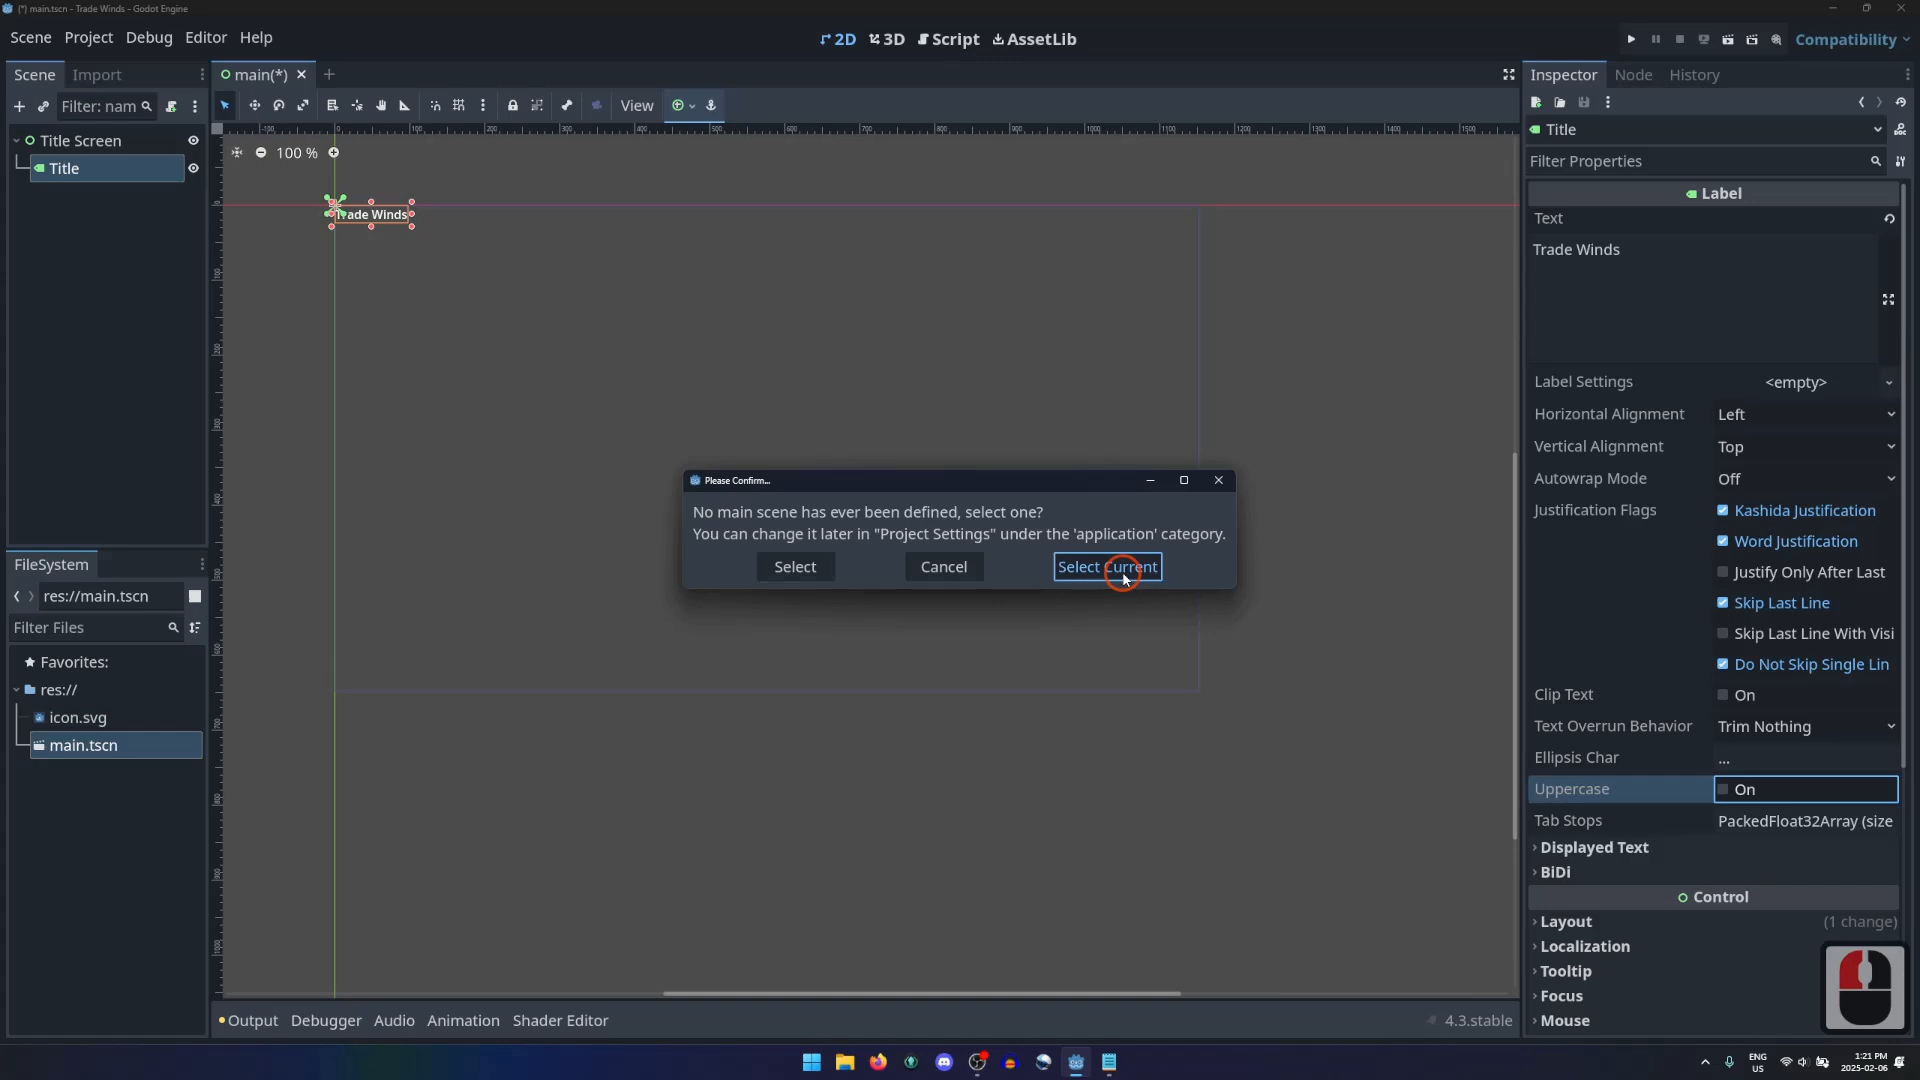 (*) main.tscn - Trade Winds - Godot Engine
Scene Project Debug Editor Help
2D 3D Script AssetLib
Compatibility
Scene Import
main(*)
Inspector Node History
Filter: nam
View
Title Screen
Title
100 %
Trade Winds
Title
Filter Properties
Label
Text
Trade Winds
Label Settings <empty>
Horizontal Alignment Left
Vertical Alignment Top
Autowrap Mode Off
Justification Flags Kashida Justification
Word Justification
Justify Only After Last
Skip Last Line
Skip Last Line With Visi
Do Not Skip Single Lin
Clip Text On
Text Overrun Behavior Trim Nothing
Ellipsis Char ...
Uppercase On
Tab Stops PackedFloat32Array (size
Displayed Text
BiDi
Control
Layout (1 change)
Localization
Tooltip
Focus
Mouse
Please Confirm...
No main scene has ever been defined, select one?
You can change it later in "Project Settings" under the 'application' category.
Select Cancel Select Current
FileSystem
res://main.tscn
Filter Files
Favorites:
res://
icon.svg
main.tscn
Output Debugger Audio Animation Shader Editor
4.3.stable
ENG
US
1:21 PM
2025-02-06